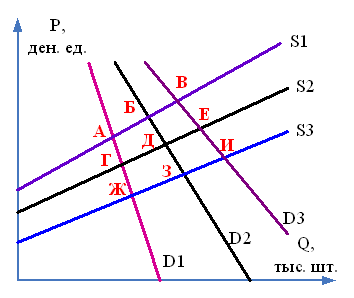 P,
ден. ед.
S1
В
S2
Б
Е
А
S3
Д
И
Г
З
Ж
D3
Q,
D2
тыс. шт.
D1